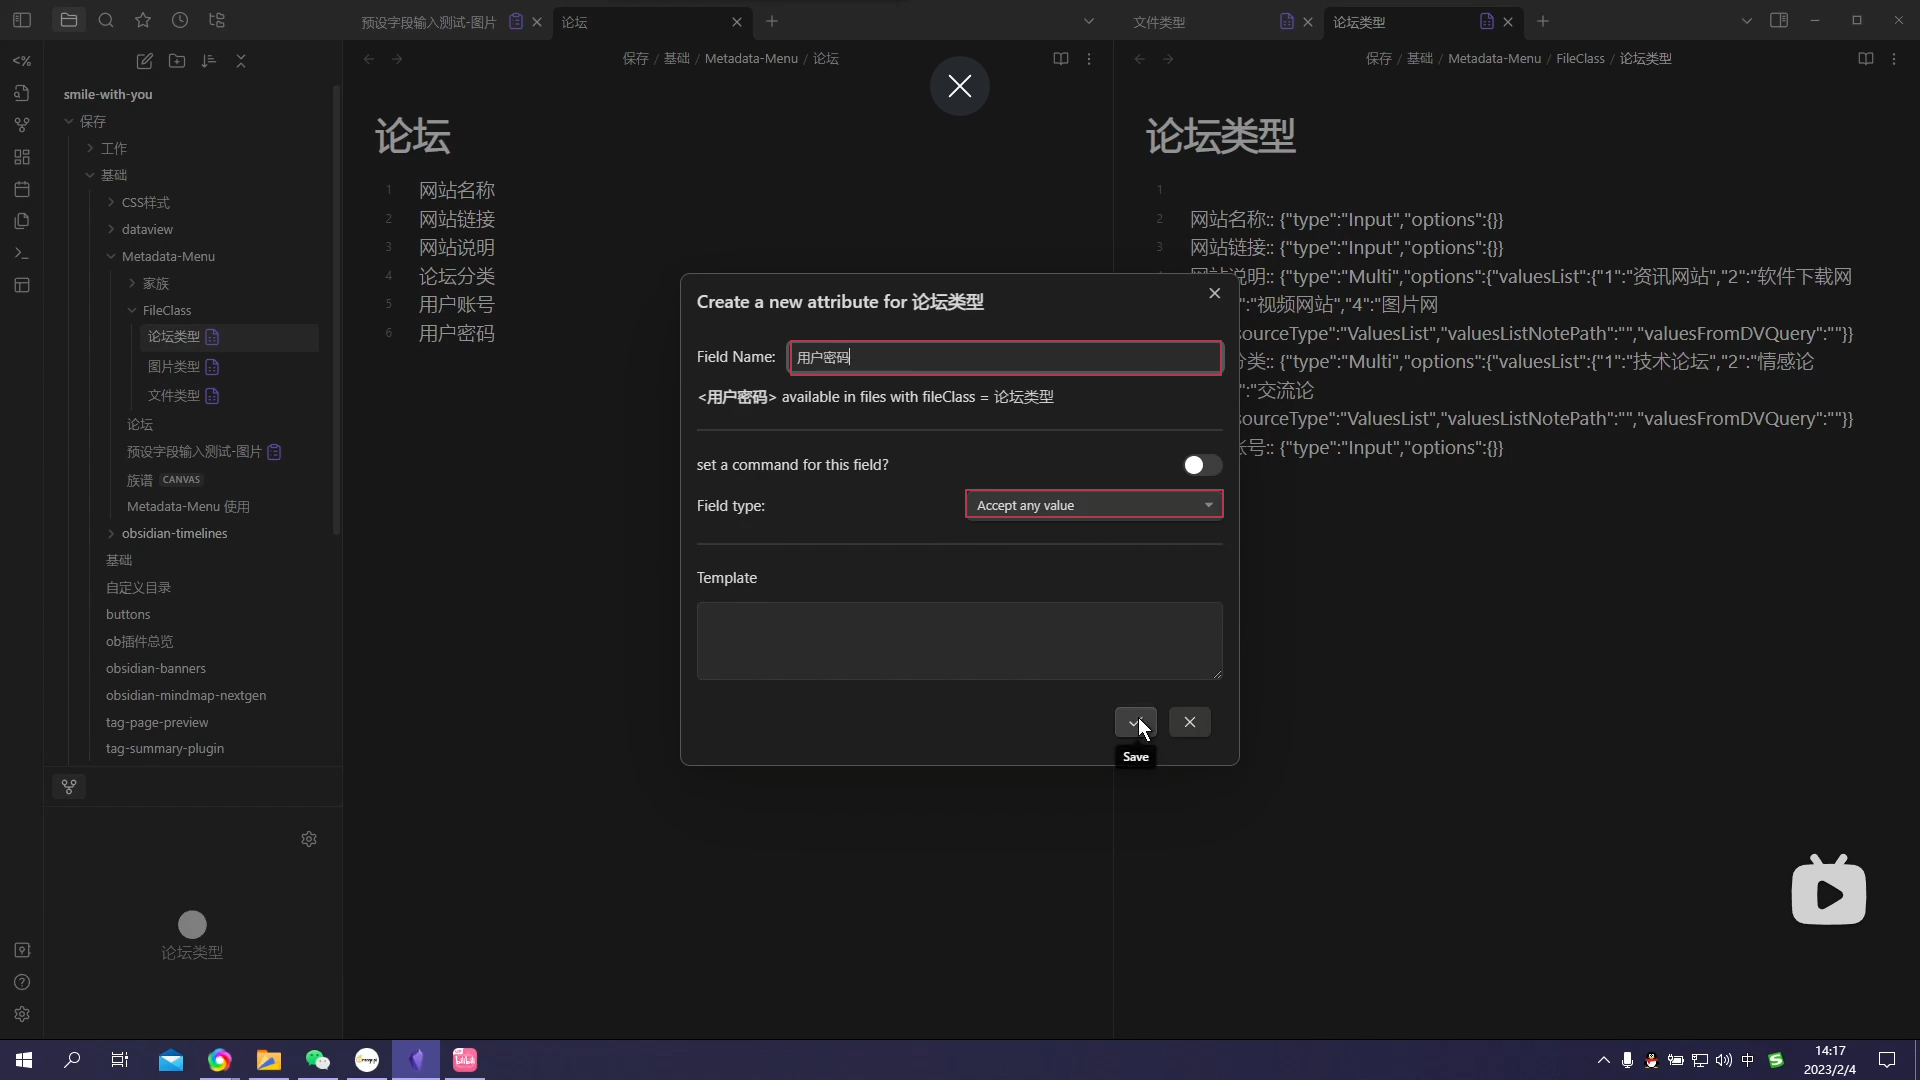 预设字段输入测试-图片
论坛
文件类型
论坛类型
保存 / 基础 / Metadata-Menu / 论坛
保存 / 基础 / Metadata-Menu / FileClass / 论坛类型
smile-with-you
保存
工作
基础
CSS样式
dataview
Metadata-Menu
家族
FileClass
论坛类型
图片类型
文件类型
论坛
预设字段输入测试-图片
族谱 CANVAS
Metadata-Menu 使用
obsidian-timelines
基础
自定义目录
buttons
ob插件总览
obsidian-banners
obsidian-mindmap-nextgen
tag-page-preview
tag-summary-plugin
论坛类型
论坛
1 网站名称
2 网站链接
3 网站说明
4 论坛分类
5 用户账号
6 用户密码
论坛类型
1
2 网站名称:: {"type":"Input","options":{}}
3 网站链接:: {"type":"Input","options":{}}
网站说明:: {"type":"Multi","options":{"valuesList":{"1":"资讯网站","2":"软件下载网
":"视频网站","4":"图片网
sourceType":"ValuesList","valuesListNotePath":"","valuesFromDVQuery":""}}
分类:: {"type":"Multi","options":{"valuesList":{"1":"技术论坛","2":"情感论
":"交流论
sourceType":"ValuesList","valuesListNotePath":"","valuesFromDVQuery":""}}
账号:: {"type":"Input","options":{}}
Create a new attribute for 论坛类型
Field Name: 用户密码
<用户密码> available in files with fileClass = 论坛类型
set a command for this field?
Field type: Accept any value
Template
Save
bilibili
中
14:17
2023/2/4